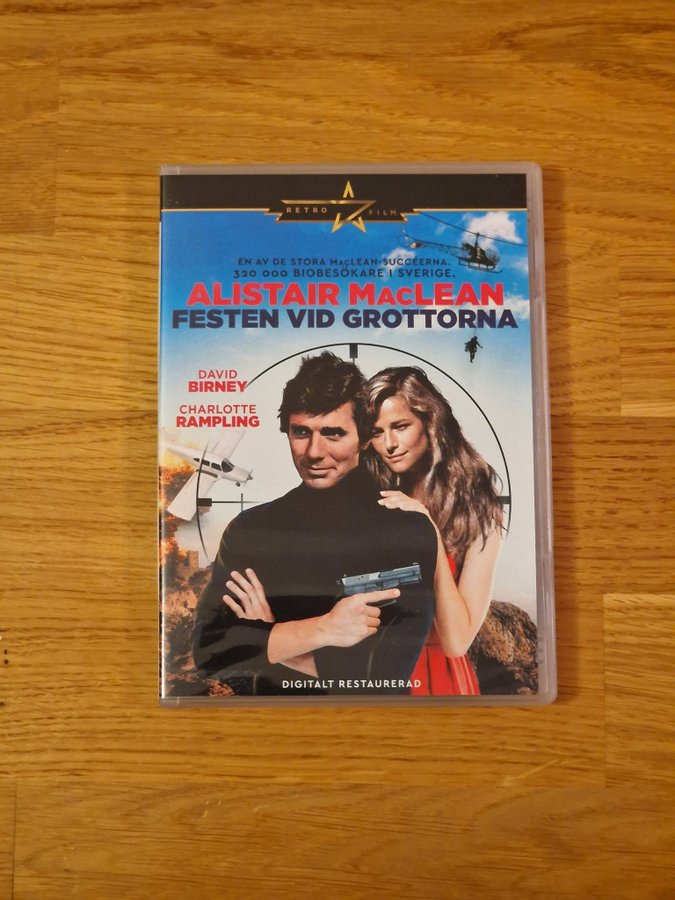 RETRO FILM
EN AV DE STORA MACLEAN-SUCCÉERNA.
320 000 BIOBESÖKARE I SVERIGE.
ALISTAIR MACLEAN
FESTEN VID GROTTORNA
DAVID
BIRNEY
CHARLOTTE
RAMPLING
DIGITALT RESTAURERAD